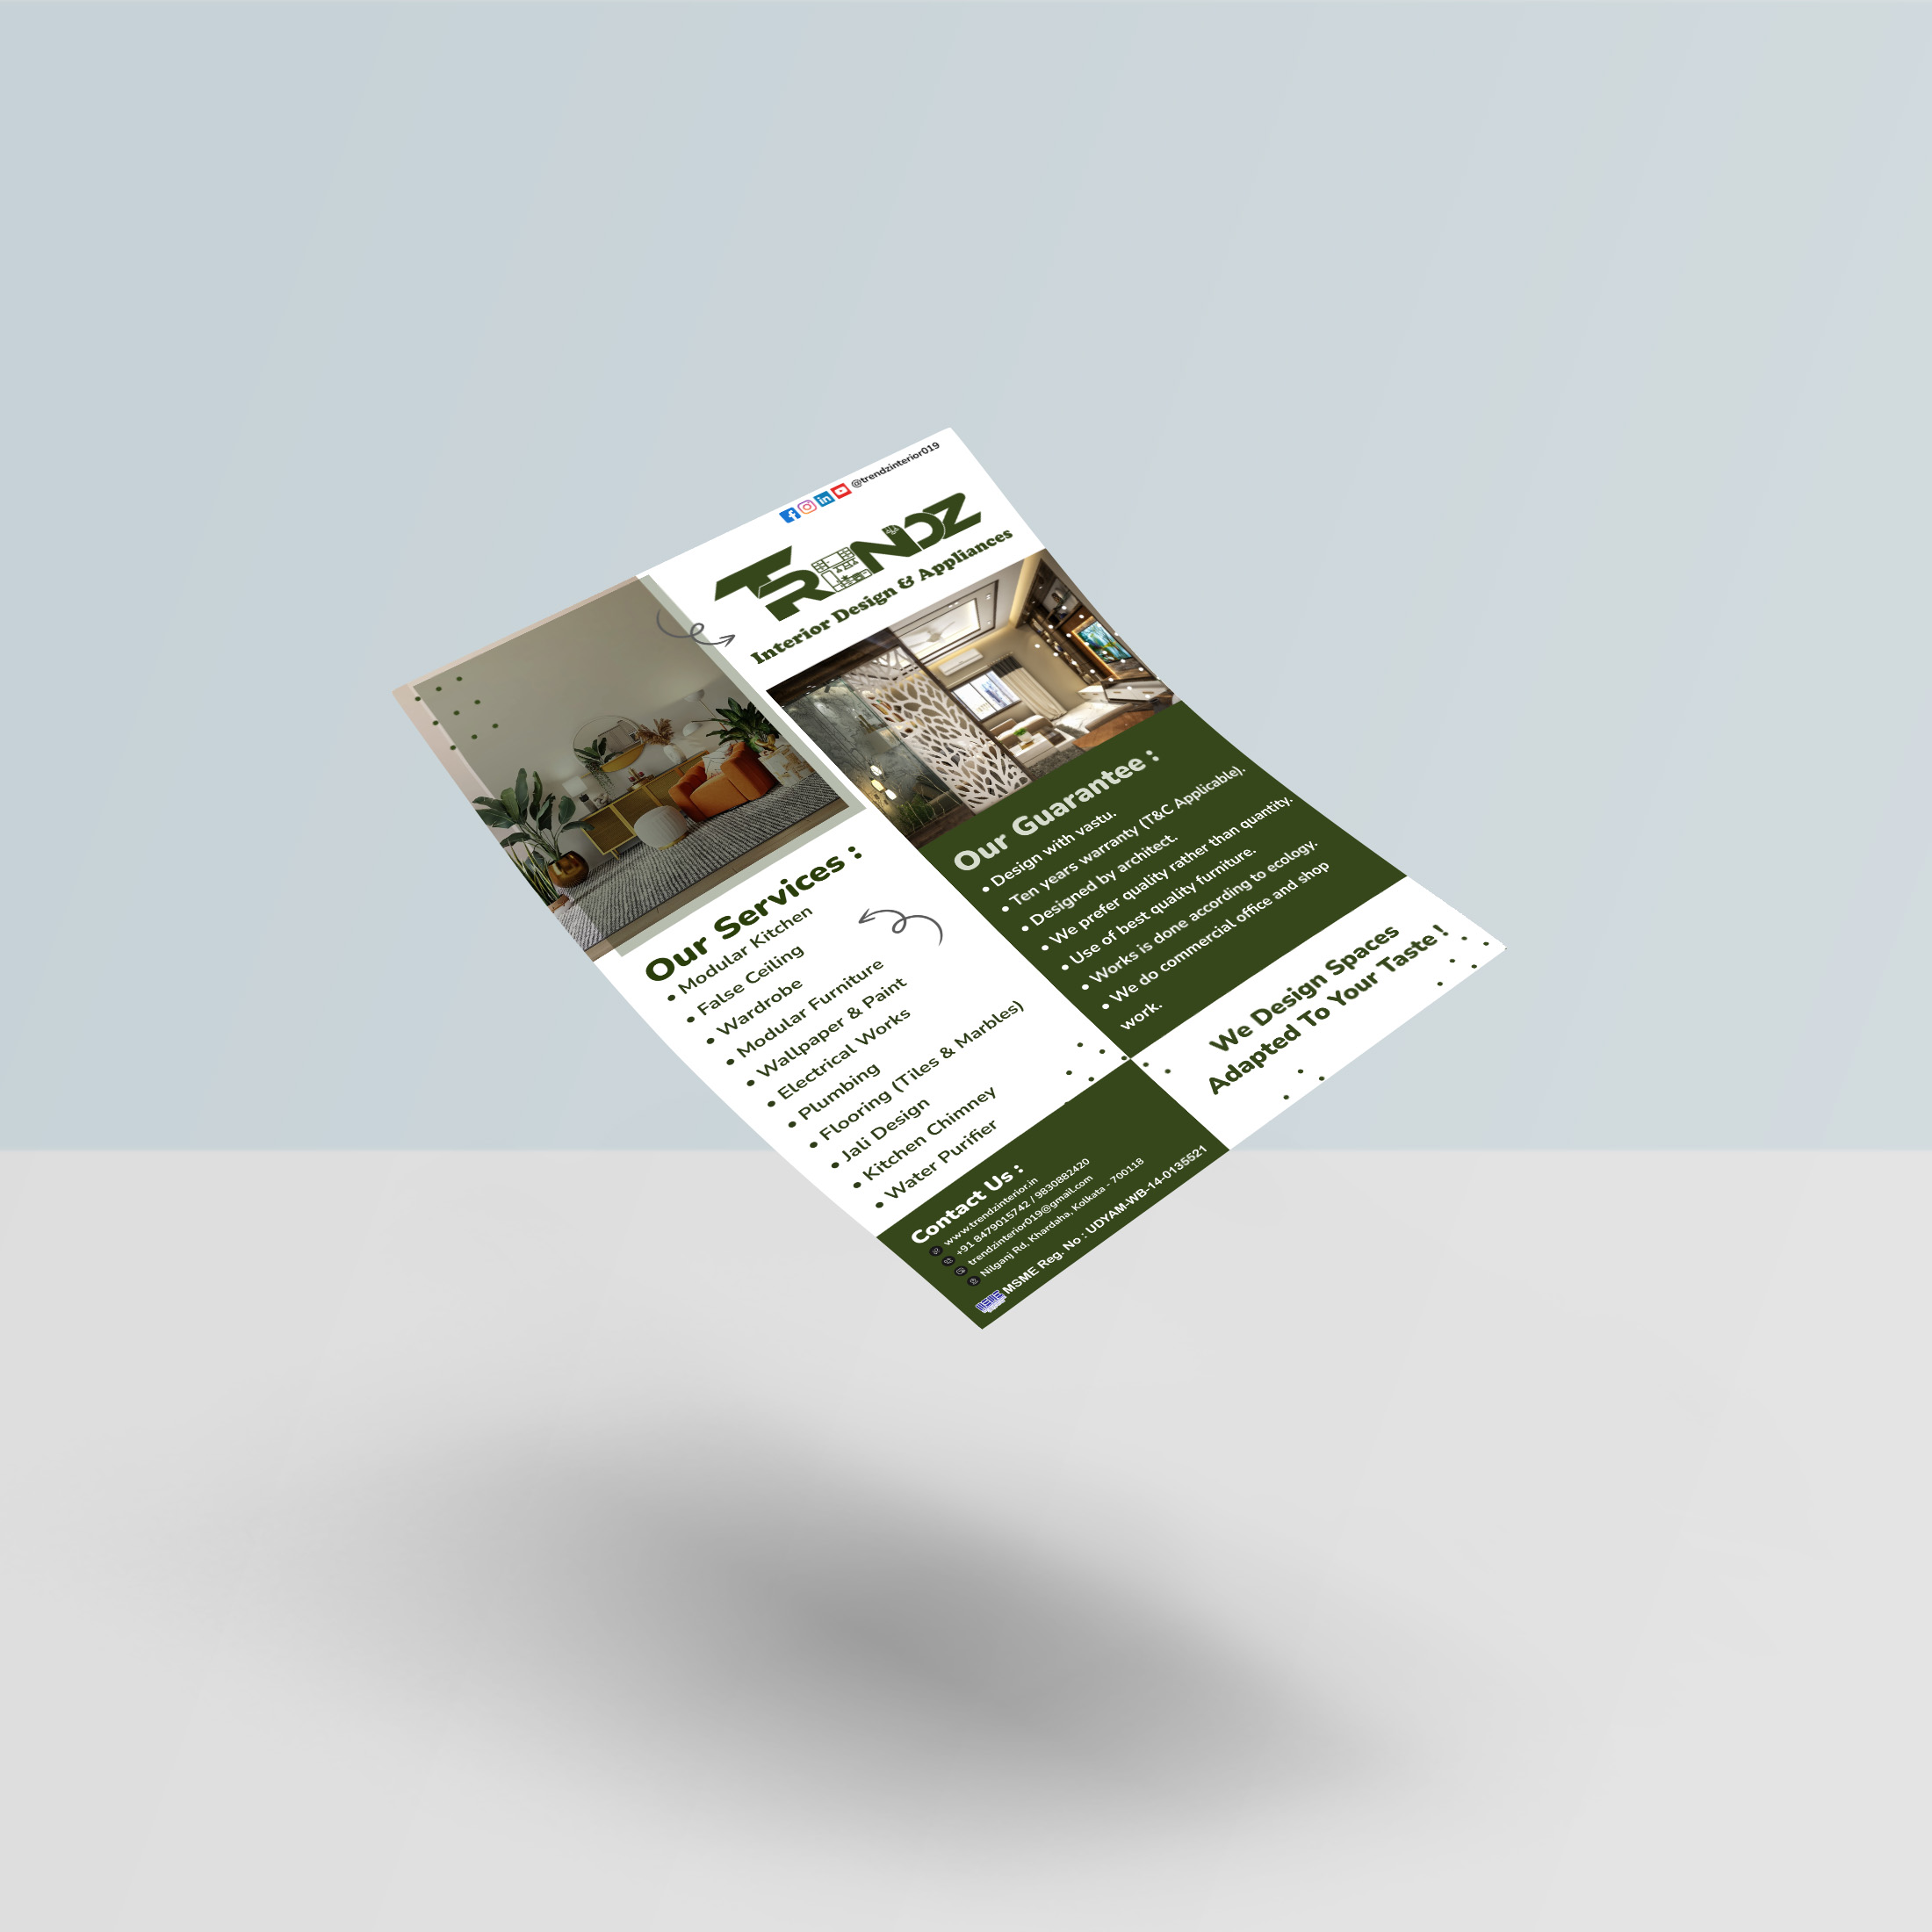 @trendzinterior019
TRENDZ
Interior Design & Appliances
Our Services :
• Modular Kitchen
• False Ceiling
• Wardrobe
• Modular Furniture
• Wallpaper & Paint
• Electrical Works
• Plumbing
• Flooring (Tiles & Marbles)
• Jali Design
• Kitchen Chimney
• Water Purifier
Our Guarantee :
• Design with vastu.
• Ten years warranty (T&C Applicable).
• Designed by architect.
• We prefer quality rather than quantity.
• Use of best quality furniture.
• Works is done according to ecology.
• We do commercial office and shop
work.
We Design Spaces
Adapted To Your Taste !
Contact Us :
www.trendzinterior.in
+91 8479015742 / 9830882420
trendzinterior019@gmail.com
Nilganj Rd, Khardaha, Kolkata - 700118
MSME Reg. No : UDYAM-WB-14-0135521